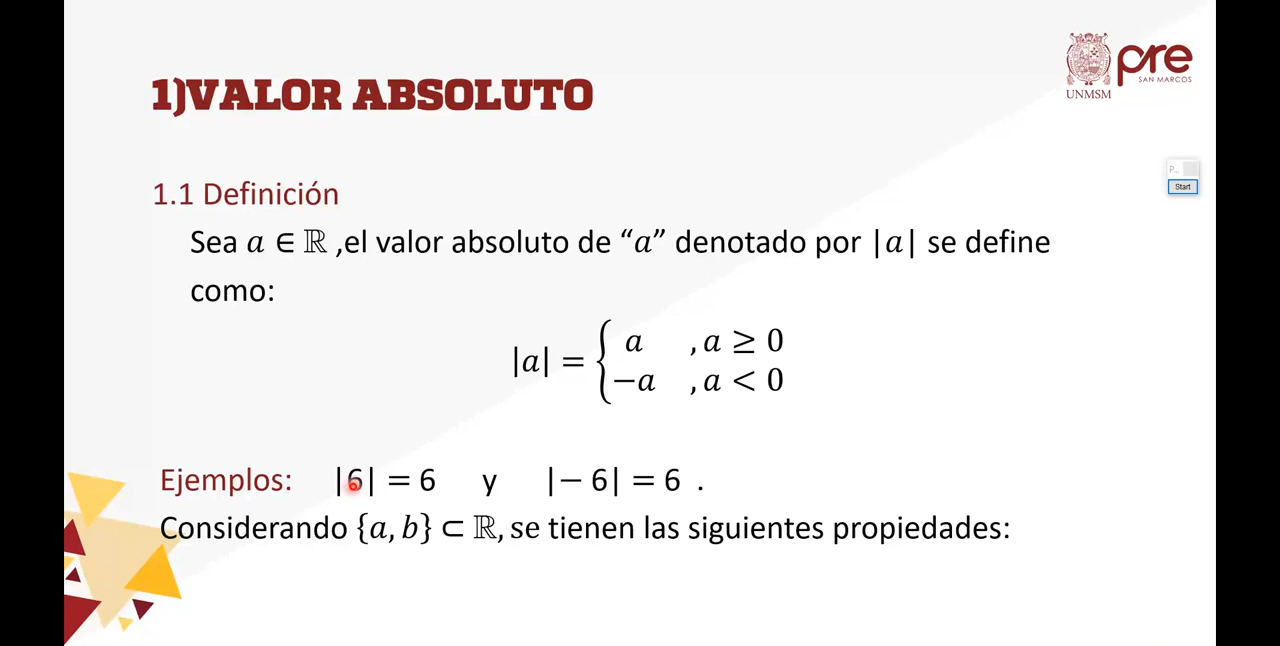 pre
SAN MARCOS
UNMSM
1)VALOR ABSOLUTO
P...
Start
1.1 Definición
Sea a ∈ ℝ ,el valor absoluto de “a” denotado por |a| se define
como:
|a| = { a , a ≥ 0
−a , a < 0
Ejemplos: |6| = 6 y |− 6| = 6 .
Considerando {a, b} ⊂ ℝ, se tienen las siguientes propiedades: